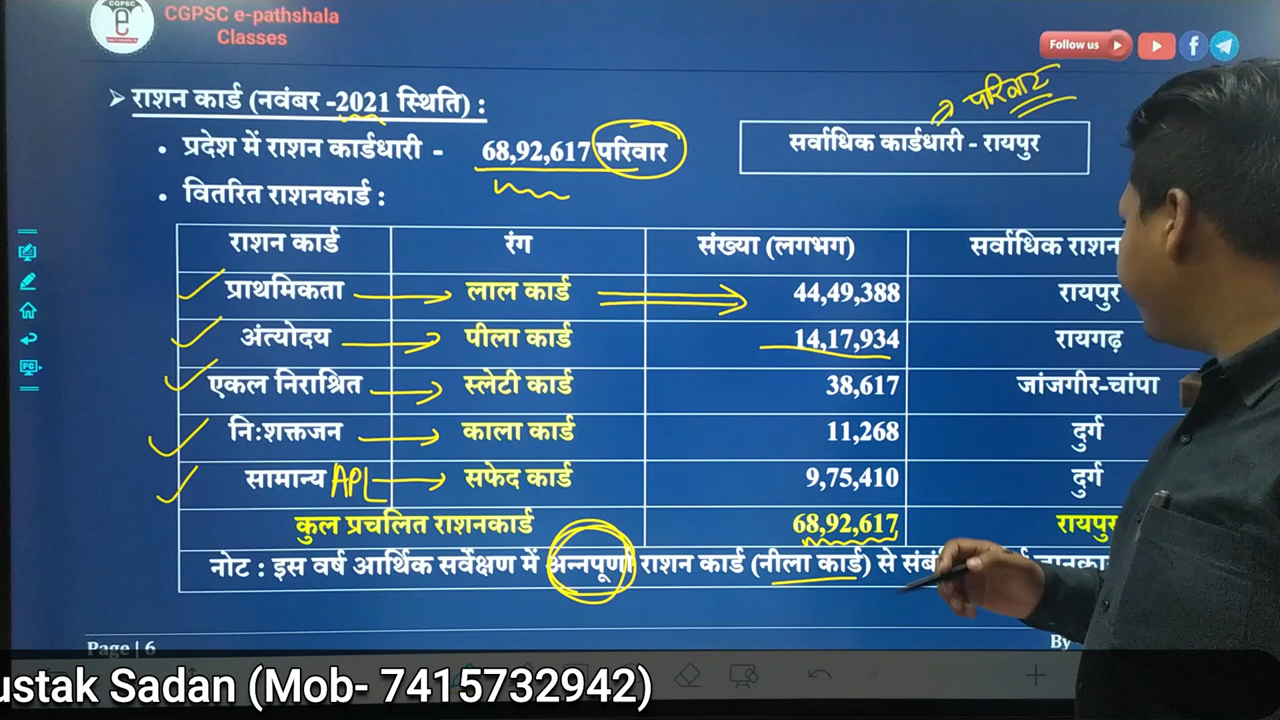 CGPSC
e
CGPSC e-pathshala
Classes
Follow us
➤ राशन कार्ड (नवंबर -2021 स्थिति) :
परिवार
• प्रदेश में राशन कार्डधारी - 68,92,617 परिवार
सर्वाधिक कार्डधारी - रायपुर
• वितरित राशनकार्ड :
राशन कार्ड रंग संख्या (लगभग) सर्वाधिक राशन
प्राथमिकता लाल कार्ड 44,49,388 रायपुर
अंत्योदय पीला कार्ड 14,17,934 रायगढ़
एकल निराश्रित स्लेटी कार्ड 38,617 जांजगीर-चांपा
निःशक्तजन काला कार्ड 11,268 दुर्ग
सामान्य APL सफेद कार्ड 9,75,410 दुर्ग
कुल प्रचलित राशनकार्ड 68,92,617 रायपुर
नोट : इस वर्ष आर्थिक सर्वेक्षण में अन्नपूर्णा राशन कार्ड (नीला कार्ड) से
Page | 6 By
ustak Sadan (Mob- 7415732942)